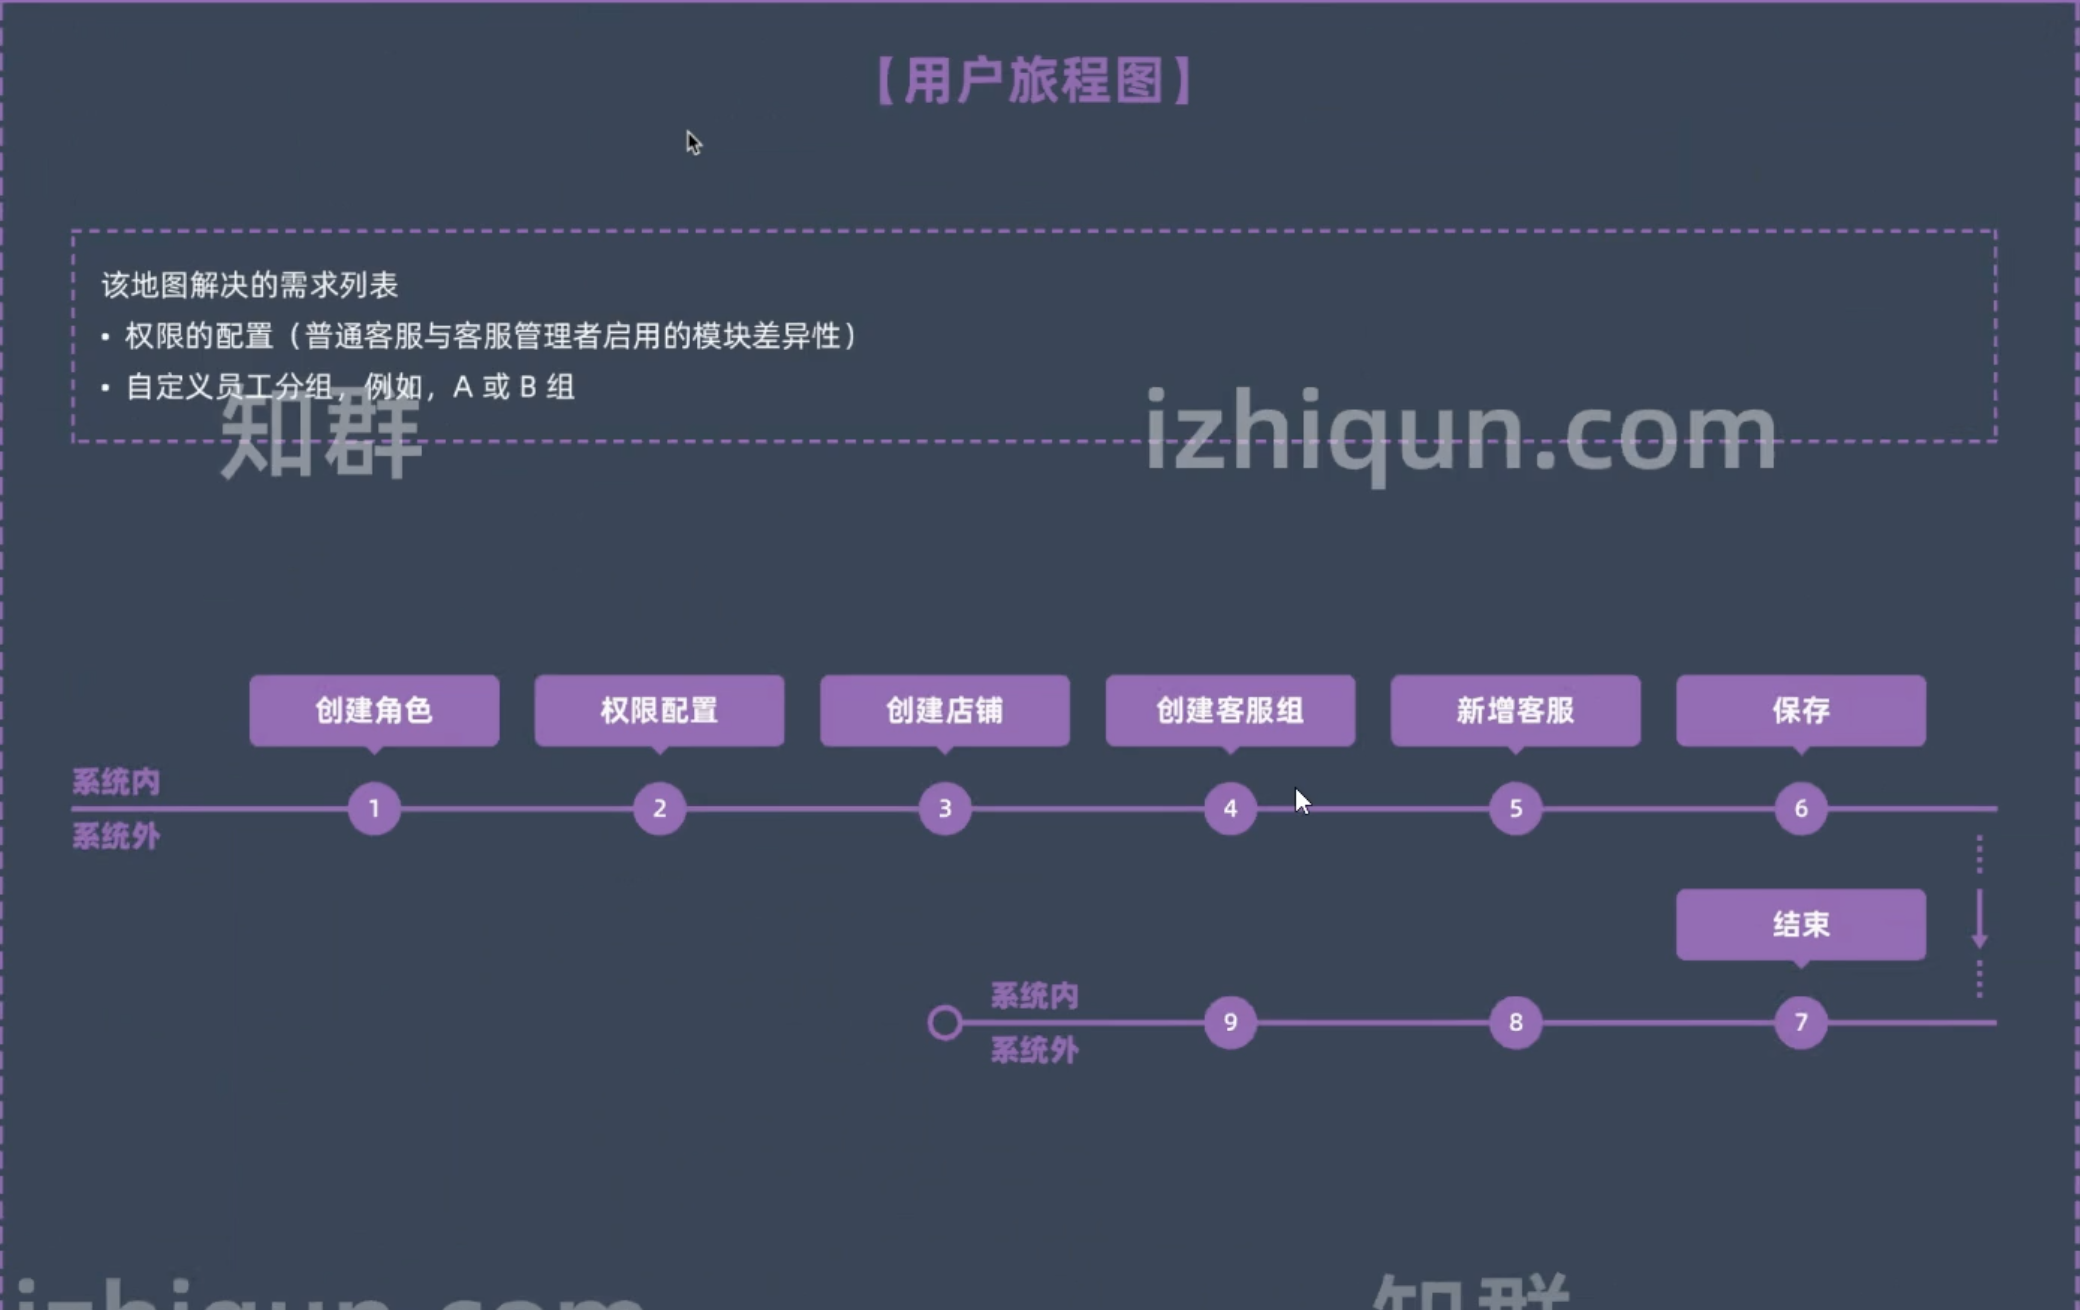 【用户旅程图】
该地图解决的需求列表
• 权限的配置（普通客服与客服管理者启用的模块差异性）
• 自定义员工分组，例如，A 或 B 组
知群
izhiqun.com
创建角色
权限配置
创建店铺
创建客服组
新增客服
保存
系统内
1
2
3
4
5
6
系统外
结束
系统内
9
8
7
系统外
izhiqun.com
知群